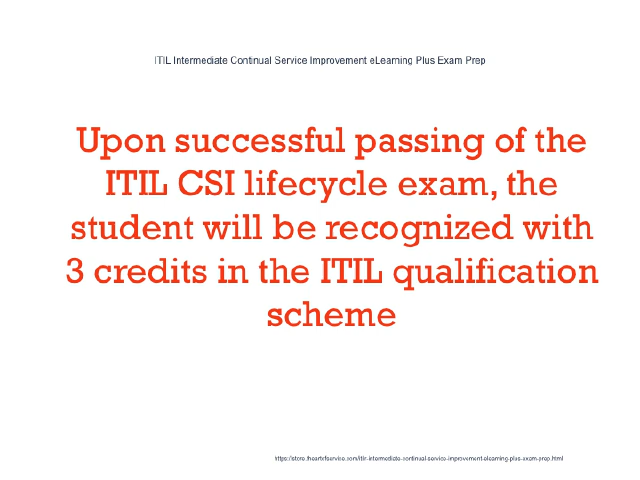 ITIL Intermediate Continual Service Improvement eLearning Plus Exam Prep
Upon successful passing of the
ITIL CSI lifecycle exam, the
student will be recognized with
3 credits in the ITIL qualification
scheme
https://store.theartofservice.com/itil-intermediate-continual-service-improvement-elearning-plus-exam-prep.html